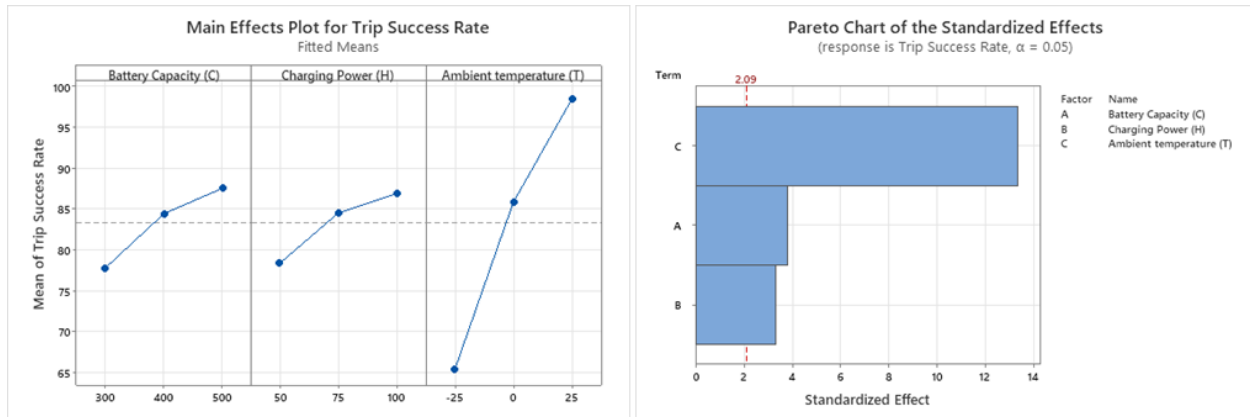 Main Effects Plot for Trip Success Rate
Fitted Means
Battery Capacity (C) Charging Power (H) Ambient temperature (T)
Mean of Trip Success Rate
100
95
90
85
80
75
70
65
300 400 500 50 75 100 -25 0 25
Pareto Chart of the Standardized Effects
(response is Trip Success Rate, α = 0.05)
Term
2.09
C
A
B
0 2 4 6 8 10 12 14
Standardized Effect
Factor Name
A Battery Capacity (C)
B Charging Power (H)
C Ambient temperature (T)